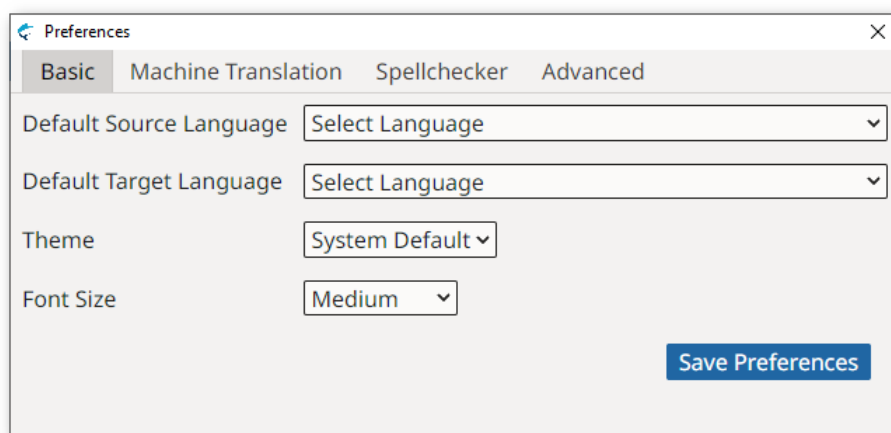 Preferences
Basic Machine Translation Spellchecker Advanced
Default Source Language Select Language
Default Target Language Select Language
Theme System Default
Font Size Medium
Save Preferences